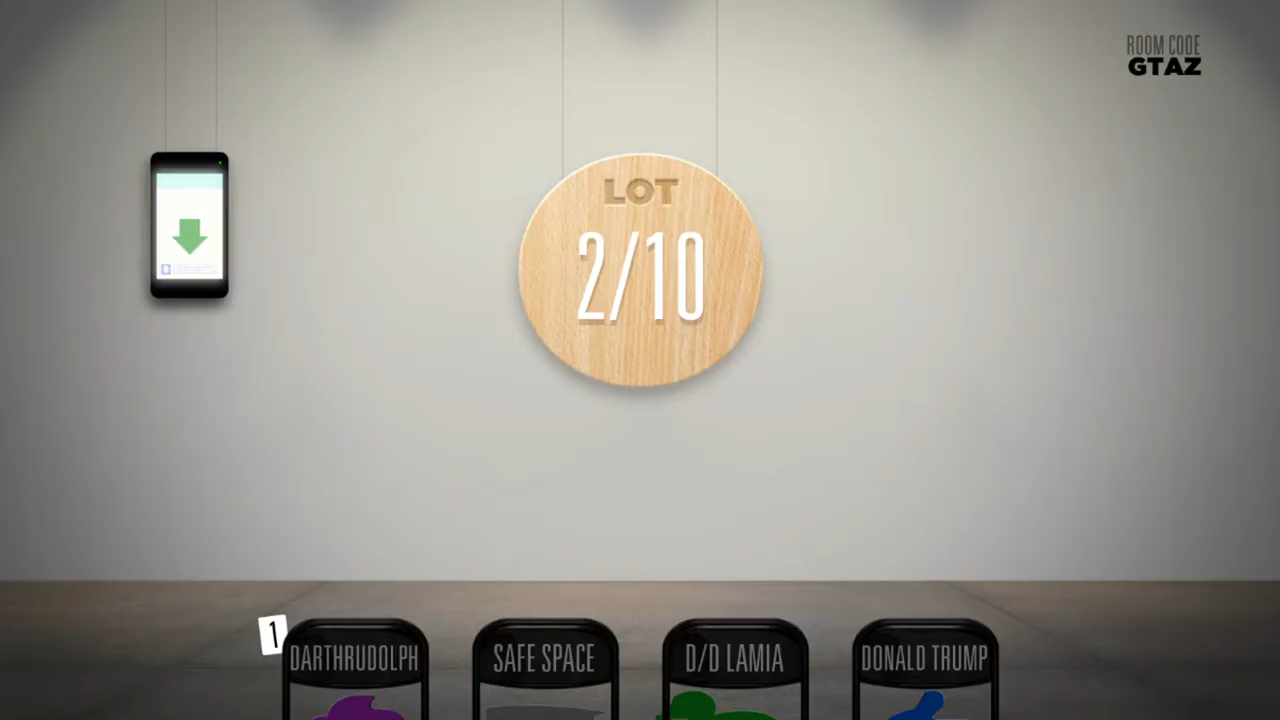 ROOM CODE
GTAZ
LOT
2/10
1
DARTHRUDOLPH
SAFE SPACE
D/D LAMIA
DONALD TRUMP